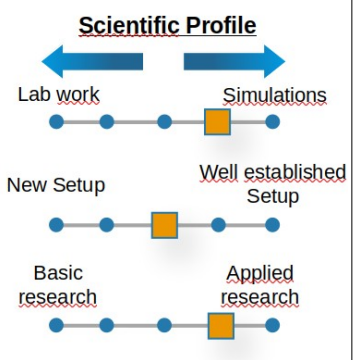 Scientific Profile
Lab work
Simulations
New Setup
Well established
Setup
Basic
research
Applied
research